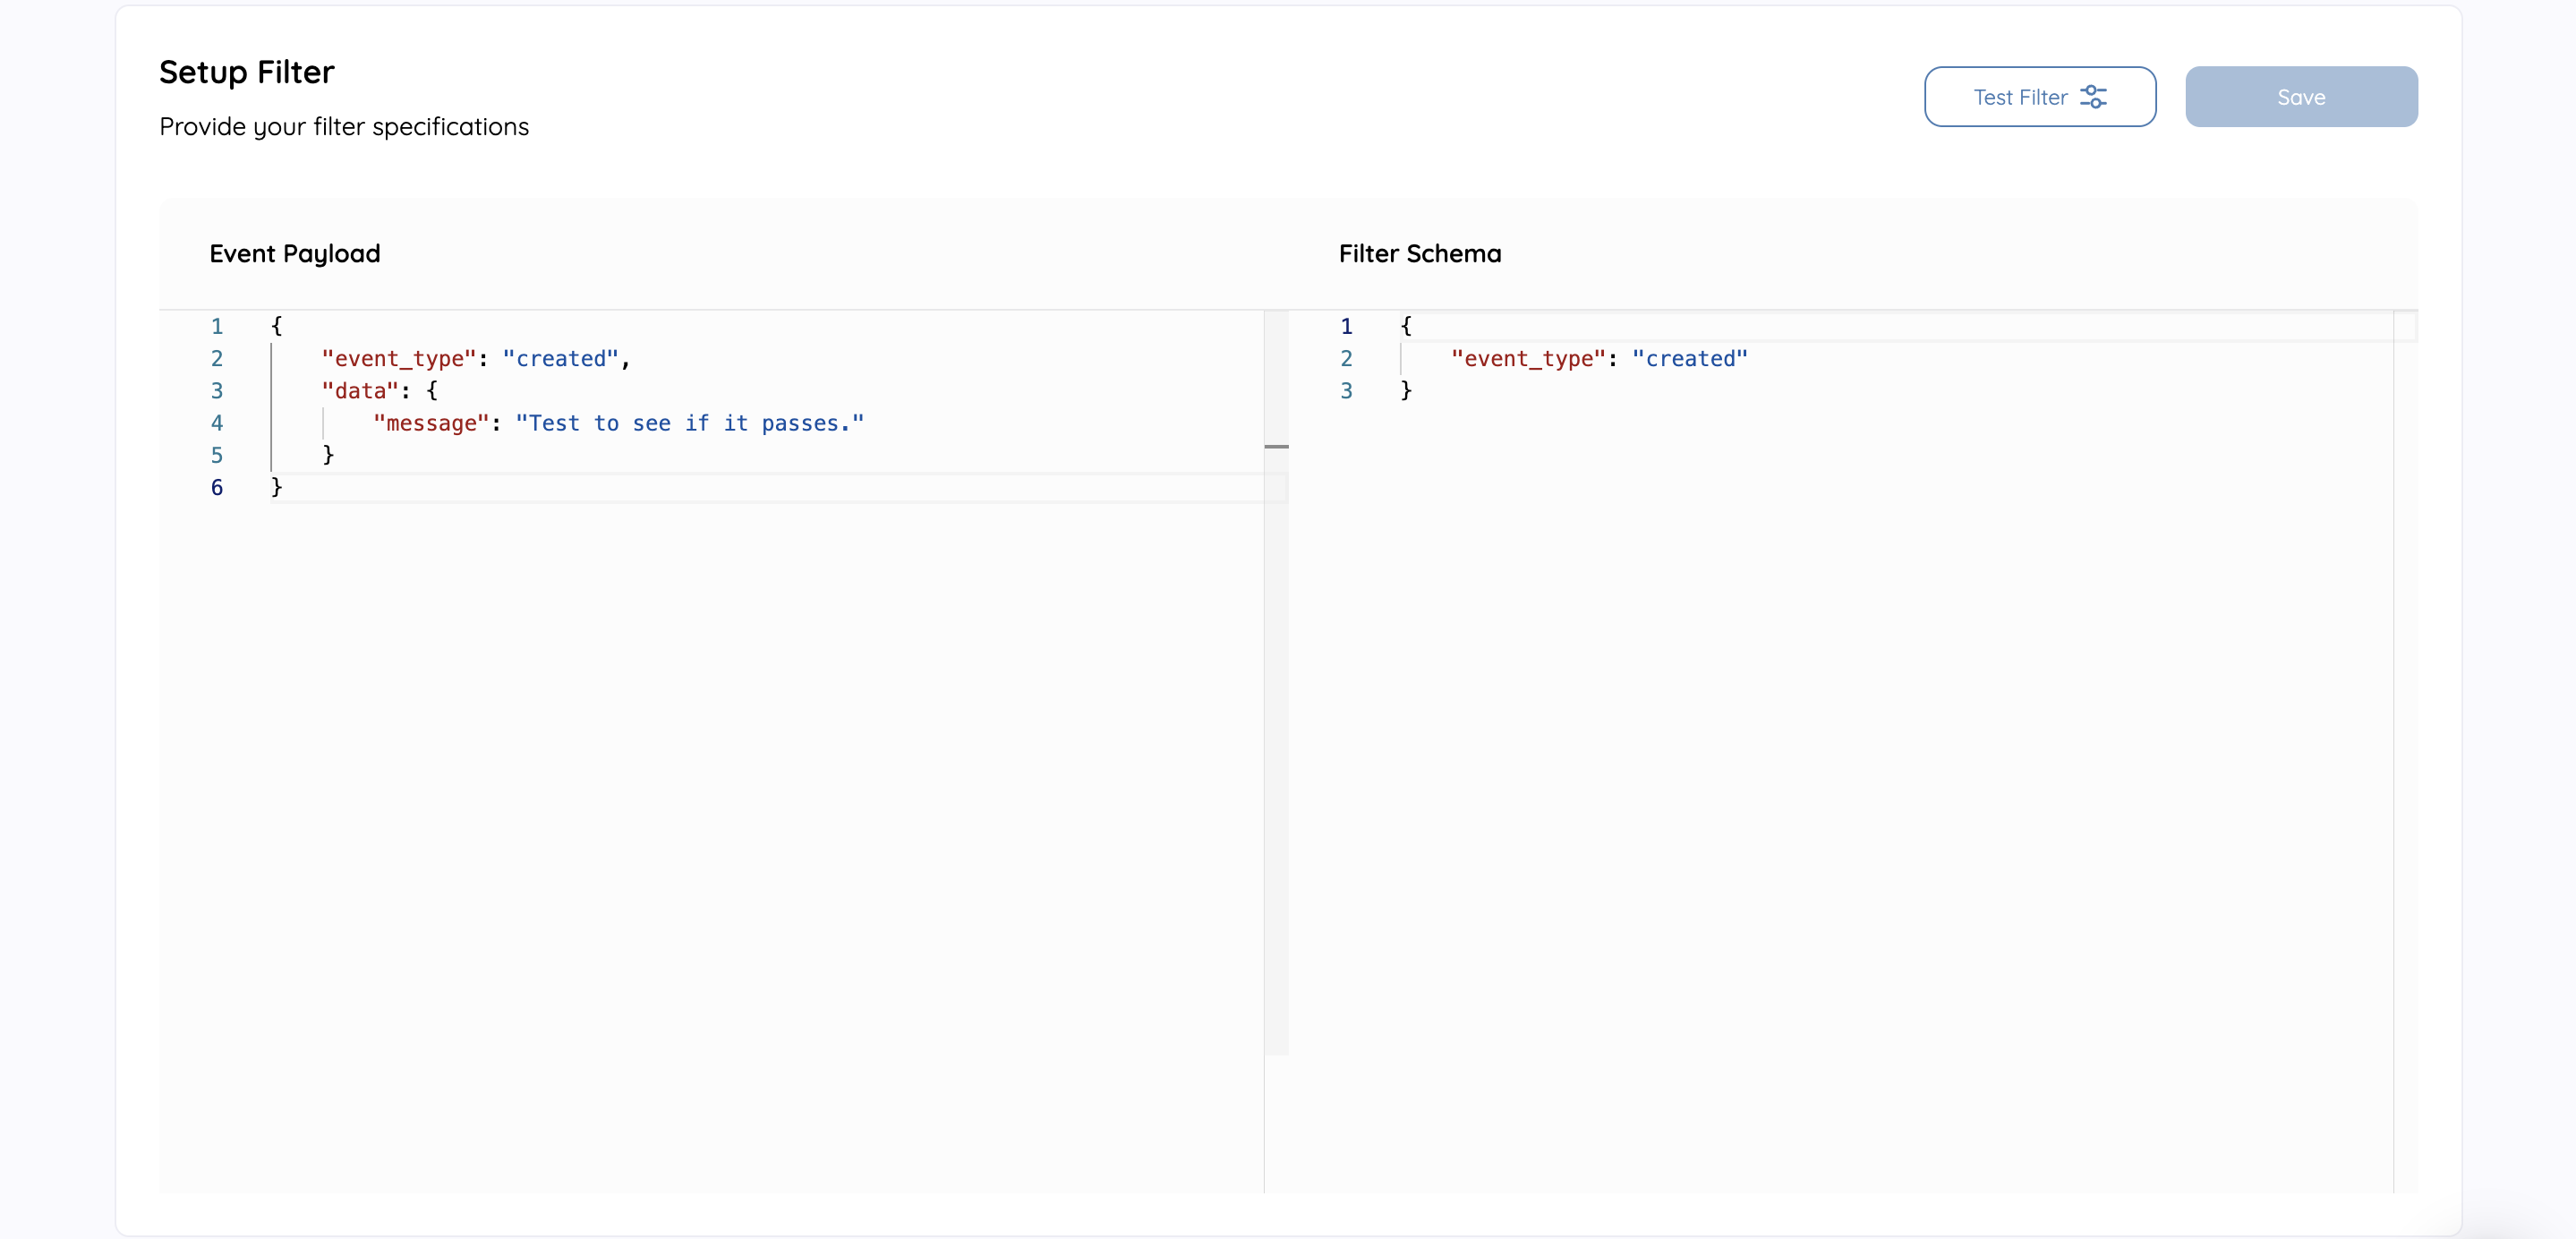 Setup Filter
Provide your filter specifications
Test Filter
Save
Event Payload
1 {
2     "event_type": "created",
3     "data": {
4         "message": "Test to see if it passes."
5     }
6 }
Filter Schema
1 {
2     "event_type": "created"
3 }